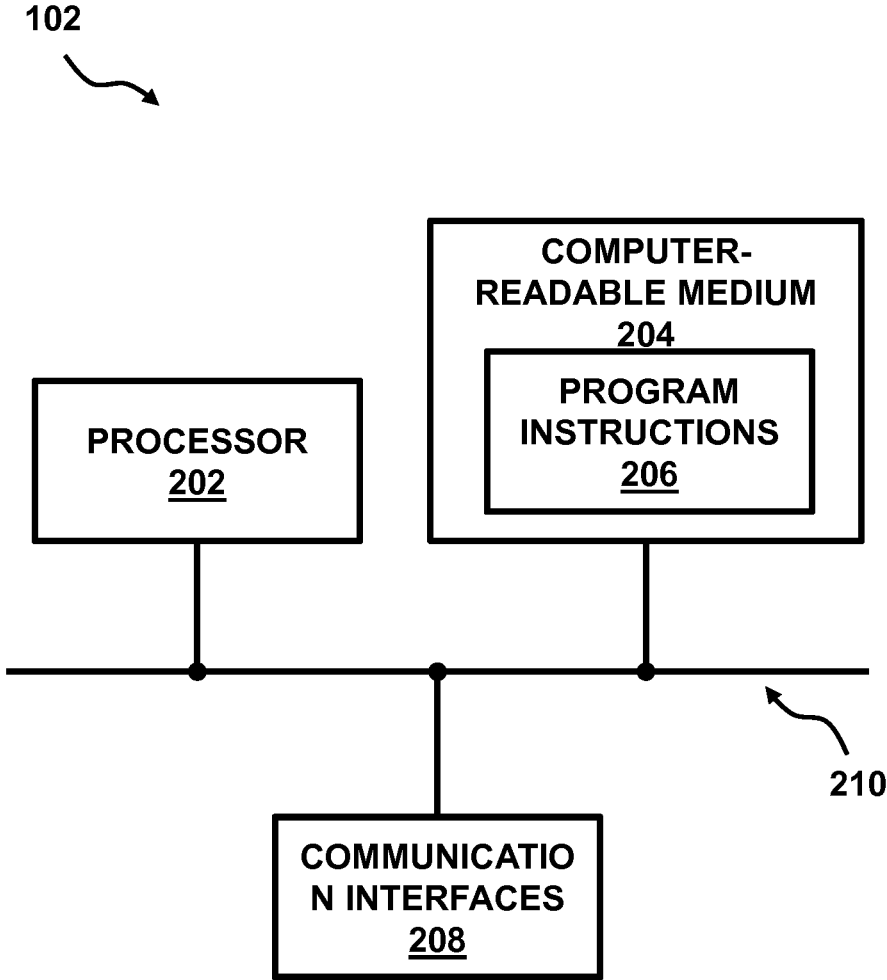 102
COMPUTER-
READABLE MEDIUM
204
PROGRAM
INSTRUCTIONS
206
PROCESSOR
202
210
COMMUNICATIO
N INTERFACES
208